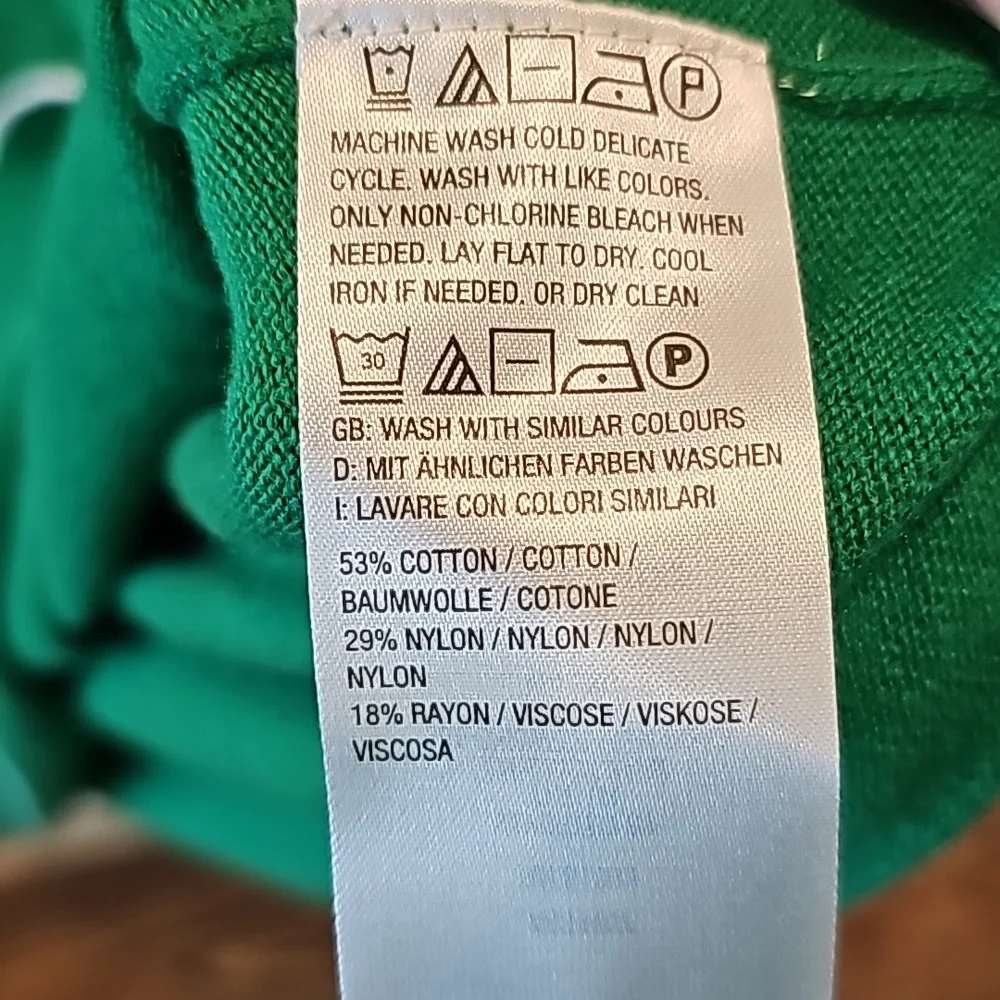 P
MACHINE WASH COLD DELICATE
CYCLE. WASH WITH LIKE COLORS.
ONLY NON-CHLORINE BLEACH WHEN
NEEDED. LAY FLAT TO DRY. COOL
IRON IF NEEDED. OR DRY CLEAN
30 P
GB: WASH WITH SIMILAR COLOURS
D: MIT ÄHNLICHEN FARBEN WASCHEN
I: LAVARE CON COLORI SIMILARI
53% COTTON / COTTON /
BAUMWOLLE / COTONE
29% NYLON / NYLON / NYLON /
NYLON
18% RAYON / VISCOSE / VISKOSE /
VISCOSA